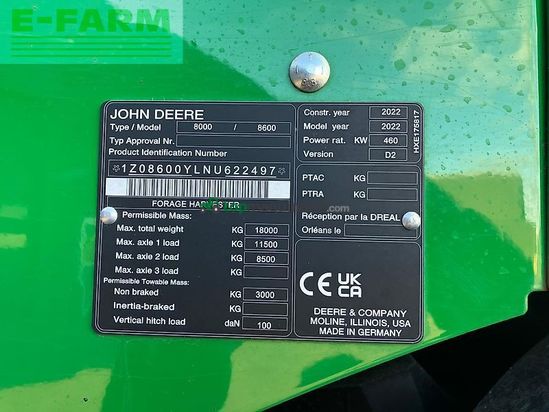 E-FARM
JOHN DEERE
Type / Model 8000 / 8600
Typ Approval Nr.
Product Identification Number
☆1Z08600YLNU622497☆
FORAGE HARVESTER
Permissible Mass:
Max. total weight KG 18000
Max. axle 1 load KG 11500
Max. axle 2 load KG 8500
Max. axle 3 load KG
Permissible Towable Mass:
Non braked KG 3000
Inertia-braked KG
Vertical hitch load daN 100
Constr. year 2022
Model year 2022
Power rat. KW 460
Version D2
PTAC KG
PTRA KG
Réception par la DREAL
Orléans le
CE UK CA
DEERE & COMPANY
MOLINE, ILLINOIS, USA
MADE IN GERMANY
HXE175817